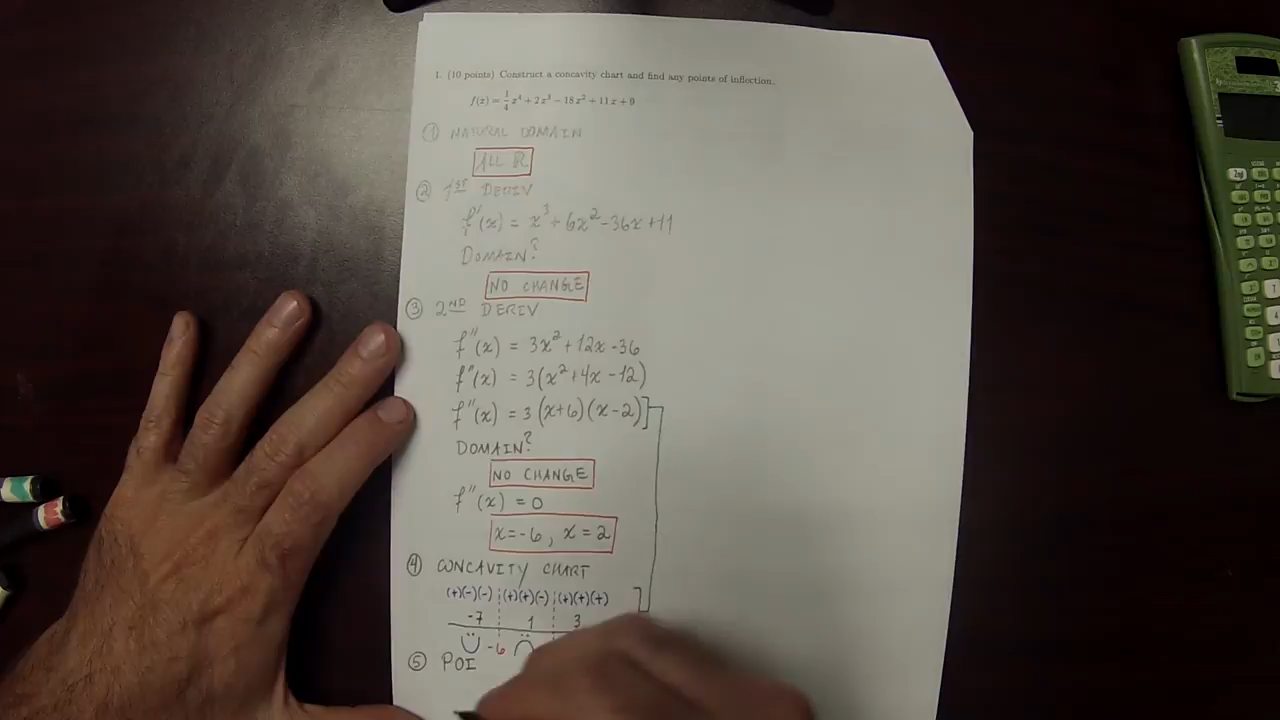 1. (10 points) Construct a concavity chart and find any points of inflection.
f(x) = 1/4 x⁴ + 2x³ − 18x² + 11x + 9
① NATURAL DOMAIN
ALL ℝ
② 1ST DERIV
f'(x) = x³ + 6x² - 36x + 11
DOMAIN?
NO CHANGE
③ 2ND DERIV
f''(x) = 3x² + 12x - 36
f''(x) = 3(x² + 4x - 12)
f''(x) = 3(x+6)(x-2)
DOMAIN?
NO CHANGE
f''(x) = 0
x = -6, x = 2
④ CONCAVITY CHART
(+)(-)(-) (+)(+)(-) (+)(+)(+)
-7 1 3
-6
⑤ POI